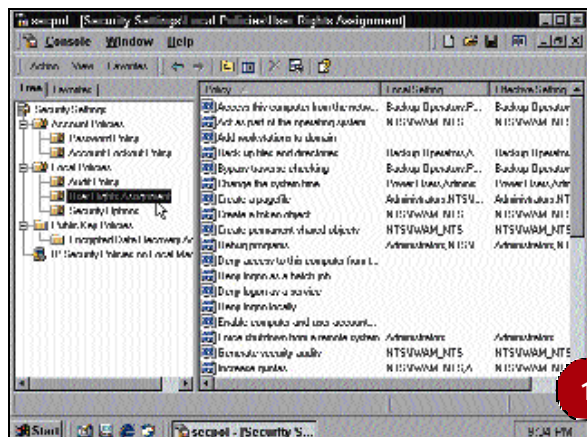 secpol - [Security Settings\Local Policies\User Rights Assignment]
Console Window Help
Action View Favorites
Tree Favorites
Security Settings
Account Policies
Password Policy
Account Lockout Policy
Local Policies
Audit Policy
User Rights Assignment
Security Options
Public Key Policies
Encrypted Data Recovery Ag
IP Security Policies on Local Mac
Policy Local Setting Effective Setting
Access this computer from the netw... Backup Operators,P... Backup Operator
Act as part of the operating system NTS\IWAM_NTS NTS\IWAM_NTS
Add workstations to domain
Back up files and directories Backup Operators,A Backup Operator
Bypass traverse checking Backup Operators,P... Backup Operator
Change the system time Power Users,Admins Power Users,Admins
Create a pagefile Administrators,NTS\I... Administrators,NT
Create a token object NTS\IWAM_NTS NTS\IWAM_NTS
Create permanent shared objects NTS\IWAM_NTS NTS\IWAM_NTS
Debug programs Administrators,NTS\I Administrators,NT
Deny access to this computer from t...
Deny logon as a batch job
Deny logon as a service
Deny logon locally
Enable computer and user account...
Force shutdown from a remote system Administrators Administrators
Generate security audits NTS\IWAM_NTS NTS\IWAM_NTS
Increase quotas NTS\IWAM_NTS,A NTS\IWAM_NTS
1
Start secpol - [Security S... 9:04 PM